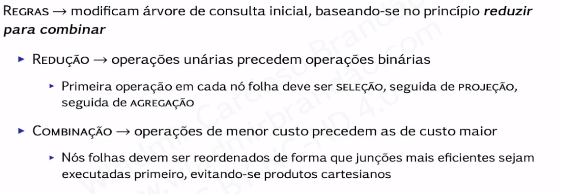 REGRAS → modificam árvore de consulta inicial, baseando-se no princípio reduzir
para combinar
▶ REDUÇÃO → operações unárias precedem operações binárias
▶ Primeira operação em cada nó folha deve ser SELEÇÃO, seguida de PROJEÇÃO,
seguida de AGREGAÇÃO
▶ COMBINAÇÃO → operações de menor custo precedem as de custo maior
▶ Nós folhas devem ser reordenados de forma que junções mais eficientes sejam
executadas primeiro, evitando-se produtos cartesianos